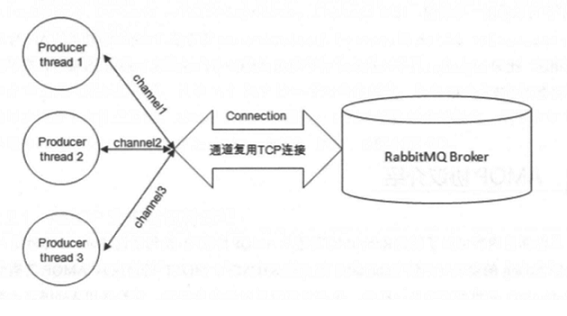 Producer
thread 1
channel1
Producer
thread 2
channel2
Producer
thread 3
channel3
Connection
通道复用TCP连接
RabbitMQ Broker